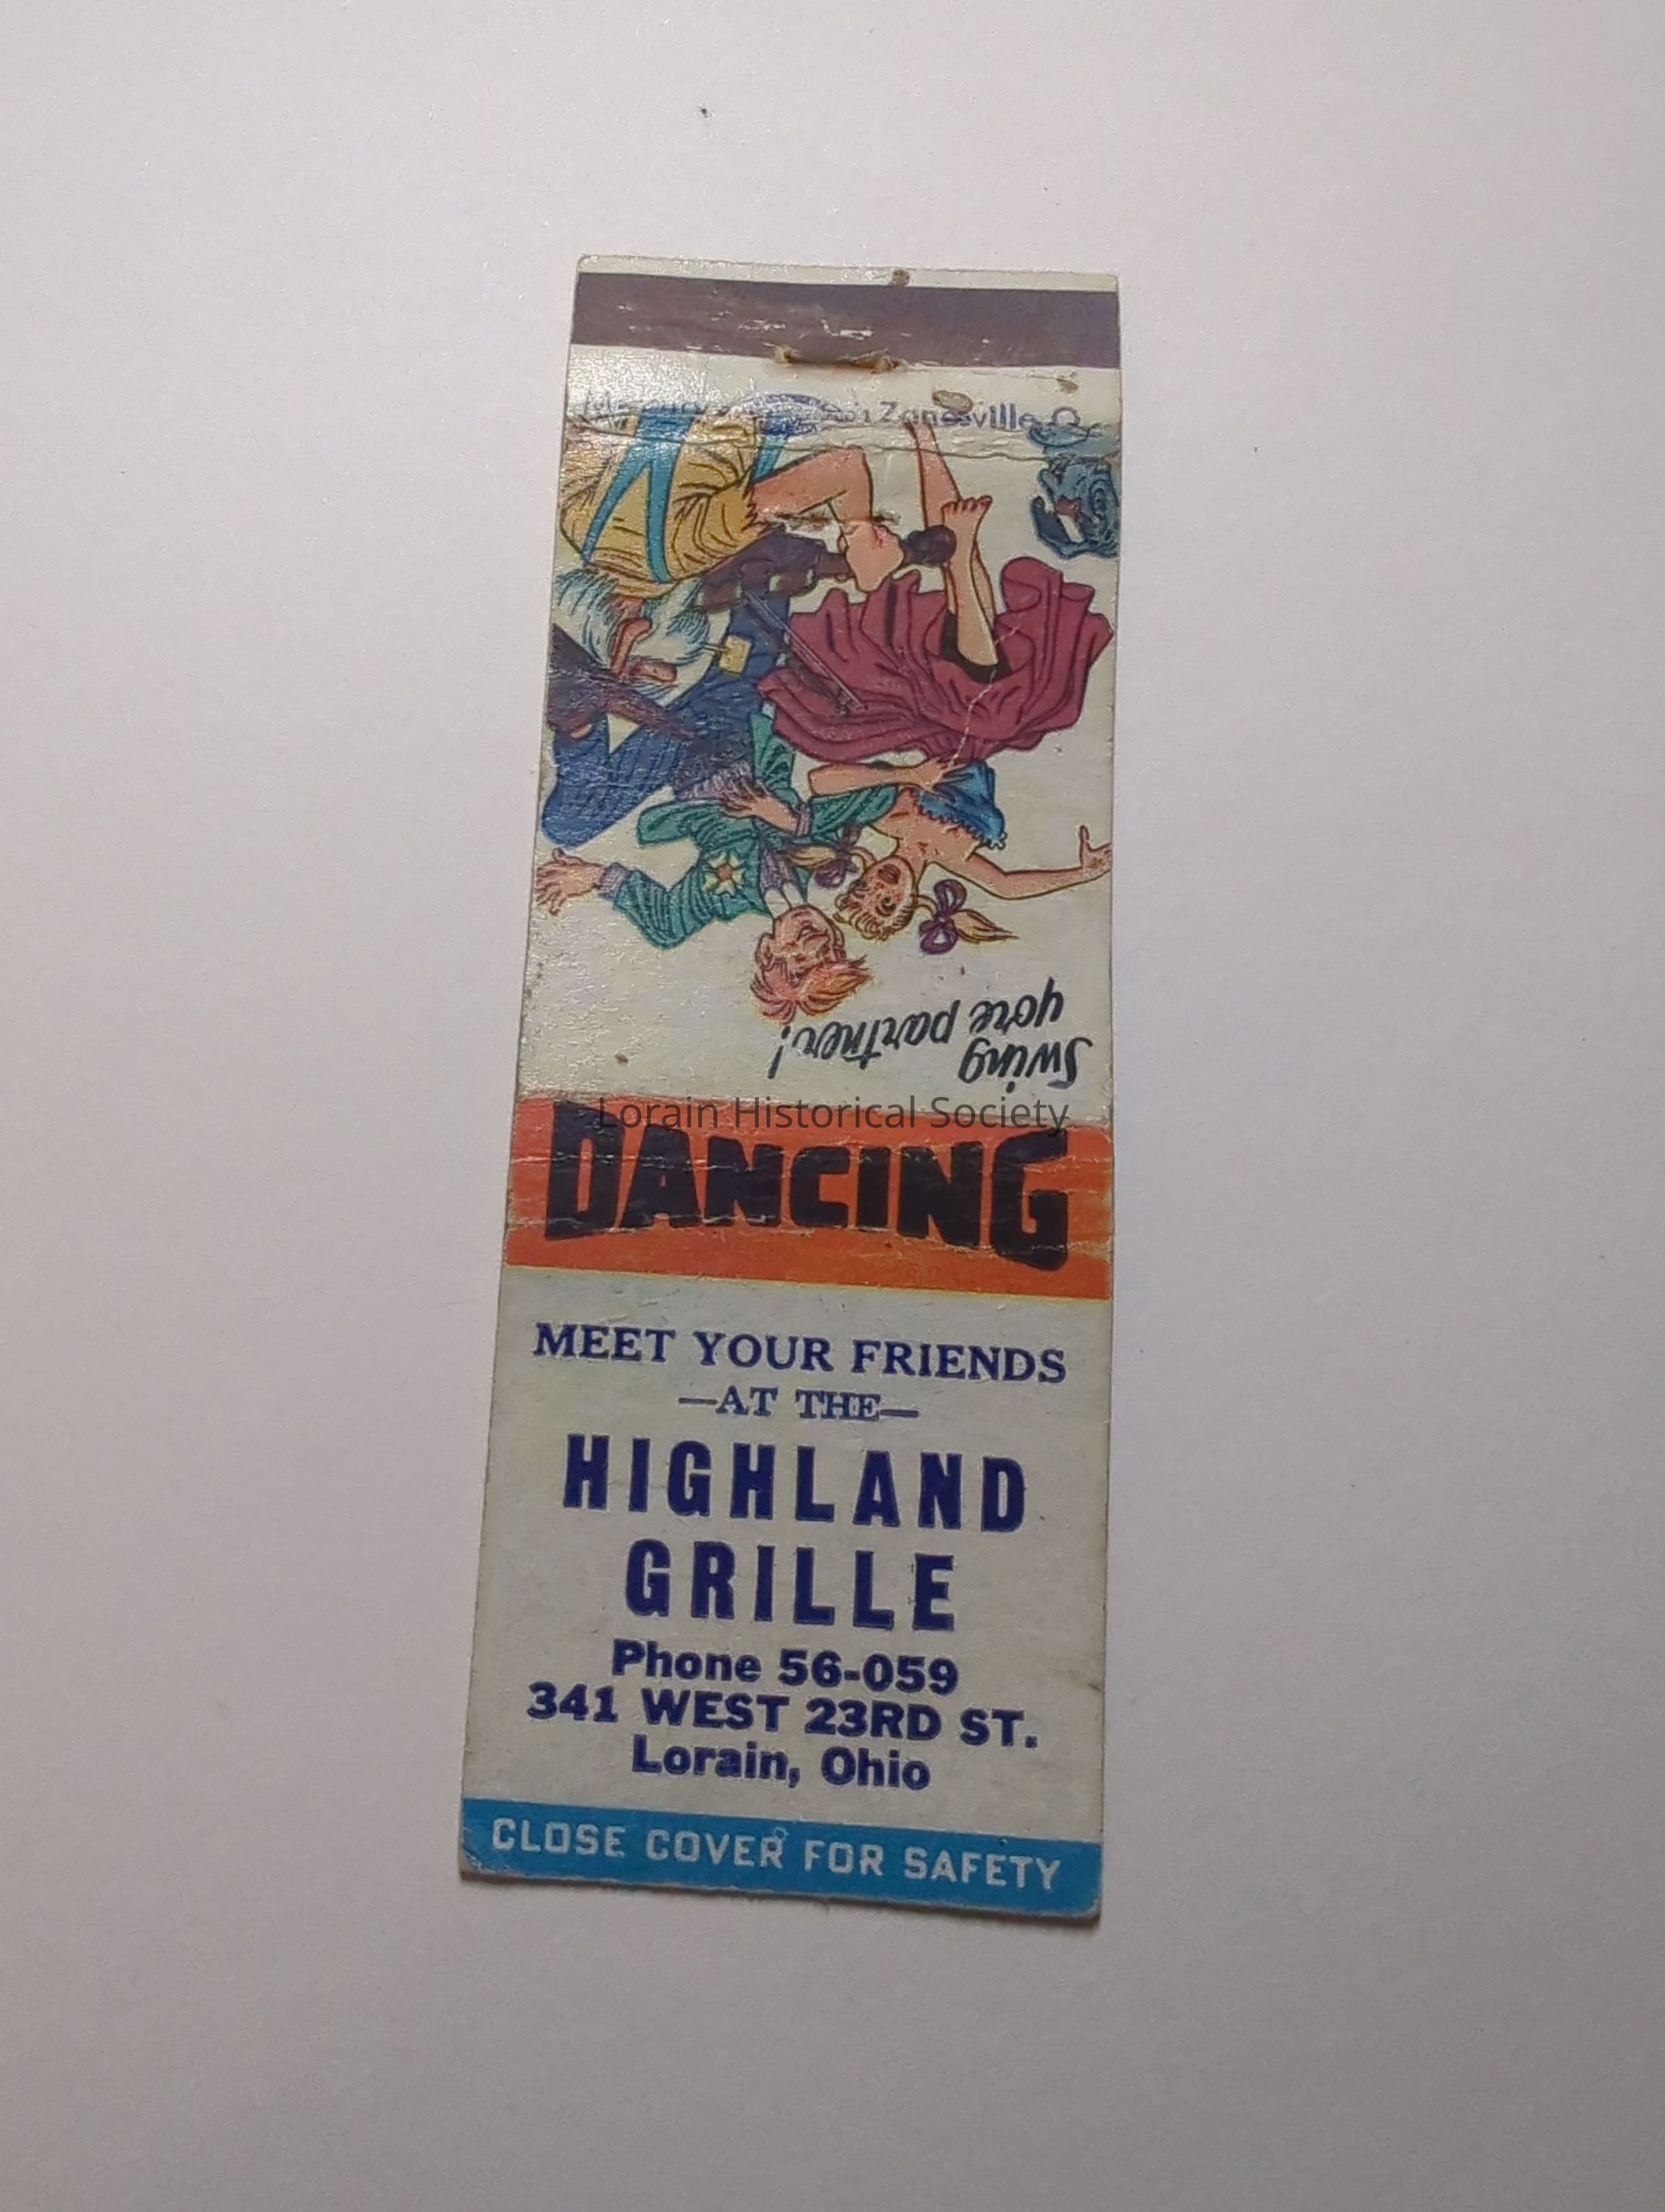 Zanesville, O.
Swing
yore partner!
Lorain Historical Society
DANCING
MEET YOUR FRIENDS
—AT THE—
HIGHLAND
GRILLE
Phone 56-059
341 WEST 23RD ST.
Lorain, Ohio
CLOSE COVER FOR SAFETY